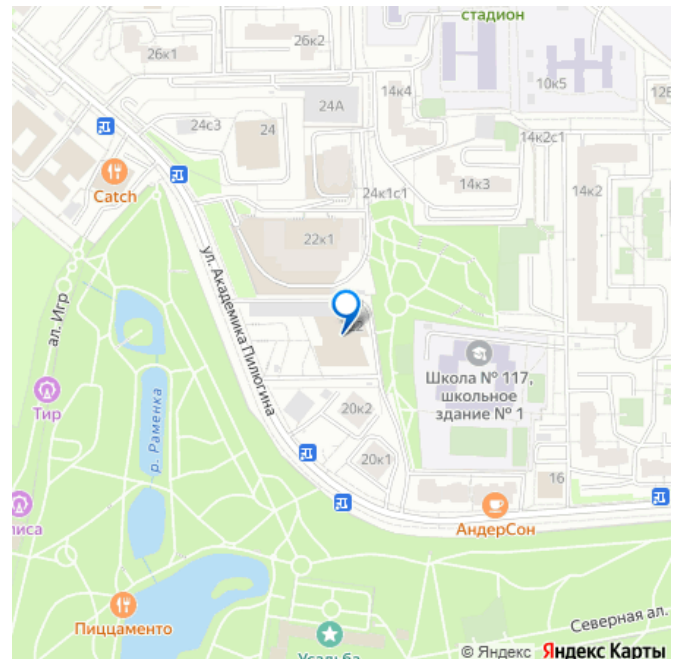 стадион
26к2
26к1
10к5
14к4
24А
24с3
24
14к2с1
14к3
24к1с1
14к2
Catch
22к1
ул. Академика Пилюгина
ал. Игр
р. Раменка
Школа № 117,
школьное
здание № 1
Тир
20к2
20к1
16
АндерСон
Пиццаменто
Северная ал.
Усадьба
© Яндекс Яндекс Карты